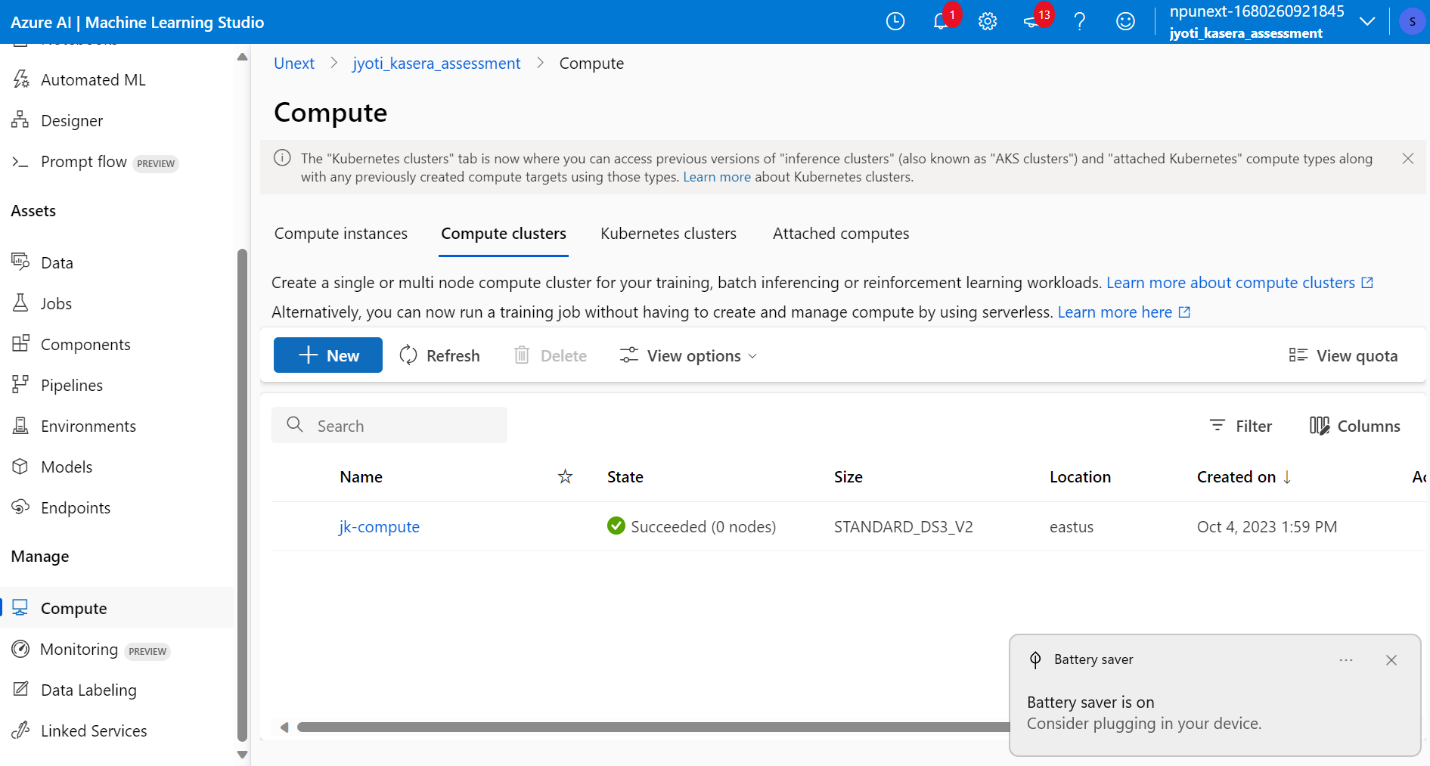 Azure AI | Machine Learning Studio
1
13
npunext-1680260921845
jyoti_kasera_assessment
S
Automated ML
Designer
Prompt flow PREVIEW
Assets
Data
Jobs
Components
Pipelines
Environments
Models
Endpoints
Manage
Compute
Monitoring PREVIEW
Data Labeling
Linked Services
Unext > jyoti_kasera_assessment > Compute
Compute
The "Kubernetes clusters" tab is now where you can access previous versions of "inference clusters" (also known as "AKS clusters") and "attached Kubernetes" compute types along
with any previously created compute targets using those types. Learn more about Kubernetes clusters.
Compute instances Compute clusters Kubernetes clusters Attached computes
Create a single or multi node compute cluster for your training, batch inferencing or reinforcement learning workloads. Learn more about compute clusters
Alternatively, you can now run a training job without having to create and manage compute by using serverless. Learn more here
New Refresh Delete View options View quota
Search Filter Columns
Name State Size Location Created on
jk-compute Succeeded (0 nodes) STANDARD_DS3_V2 eastus Oct 4, 2023 1:59 PM
Battery saver
Battery saver is on
Consider plugging in your device.